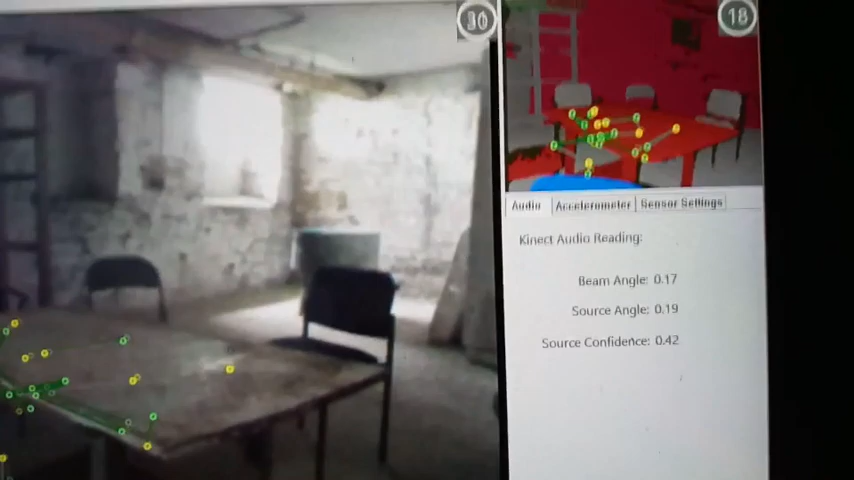 30
18
Audio Accelerometer Sensor Settings
Kinect Audio Reading:
Beam Angle: 0.17
Source Angle: 0.19
Source Confidence: 0.42